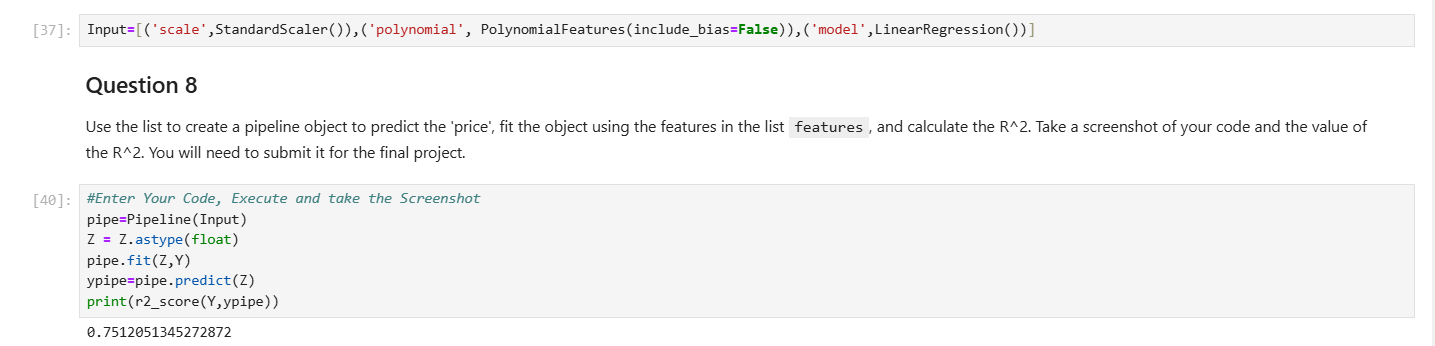 [37]: Input=[('scale',StandardScaler()),('polynomial', PolynomialFeatures(include_bias=False)),('model',LinearRegression())]
Question 8
Use the list to create a pipeline object to predict the 'price', fit the object using the features in the list features , and calculate the R^2. Take a screenshot of your code and the value of
the R^2. You will need to submit it for the final project.
[40]: #Enter Your Code, Execute and take the Screenshot
pipe=Pipeline(Input)
Z = Z.astype(float)
pipe.fit(Z,Y)
ypipe=pipe.predict(Z)
print(r2_score(Y,ypipe))
0.7512051345272872